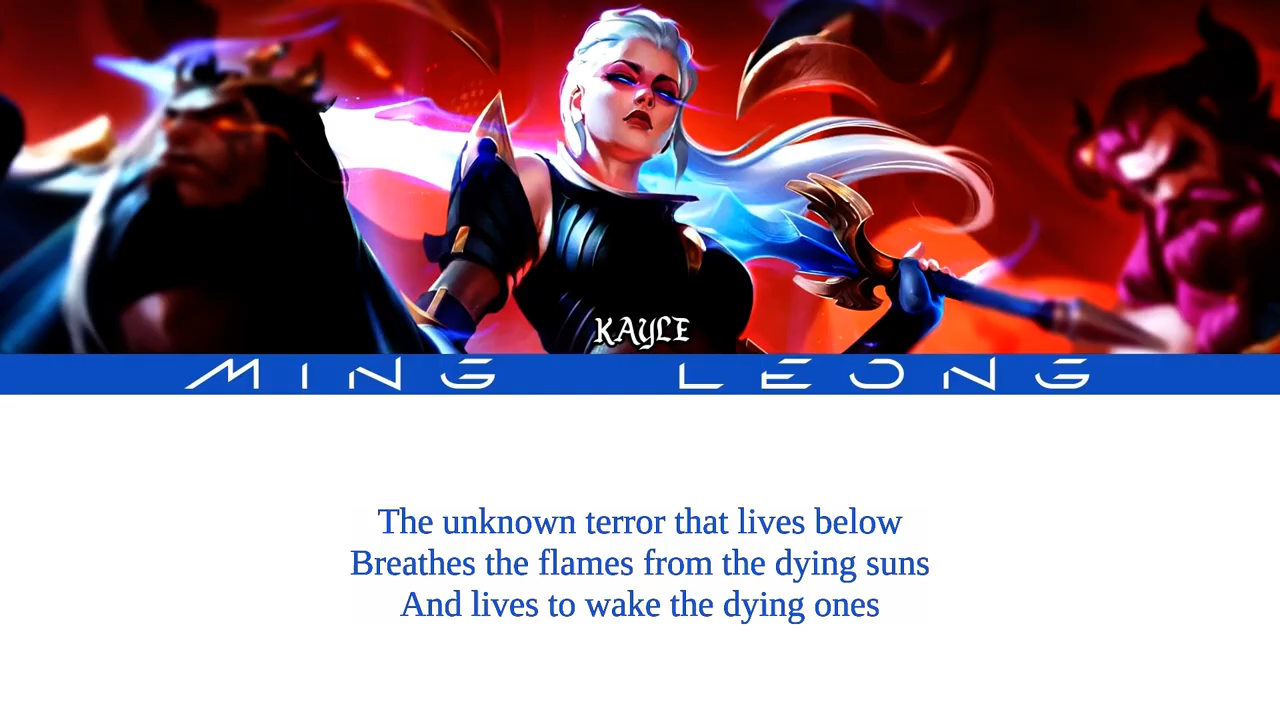 KAYLE
MING LEONG
The unknown terror that lives below
Breathes the flames from the dying suns
And lives to wake the dying ones